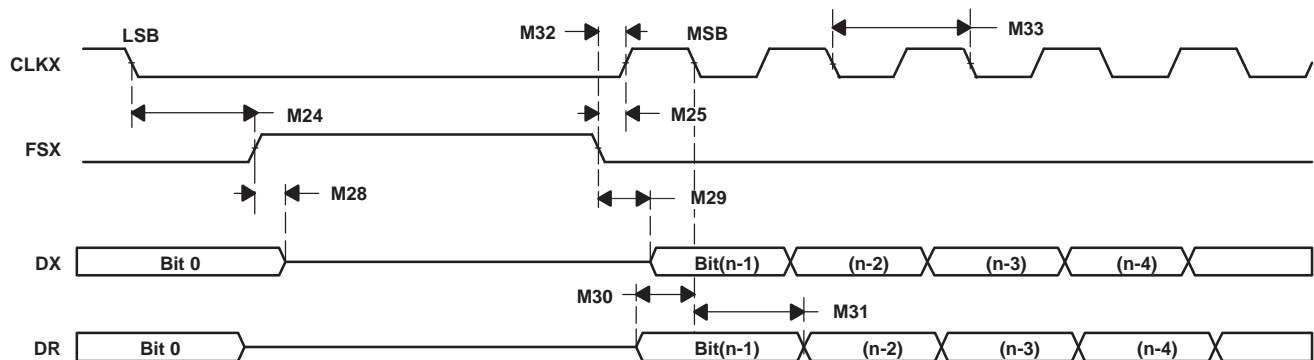 LSB M32 MSB M33
CLKX
M24 M25
FSX
M28 M29
DX Bit 0 Bit(n-1) (n-2) (n-3) (n-4)
M30 M31
DR Bit 0 Bit(n-1) (n-2) (n-3) (n-4)